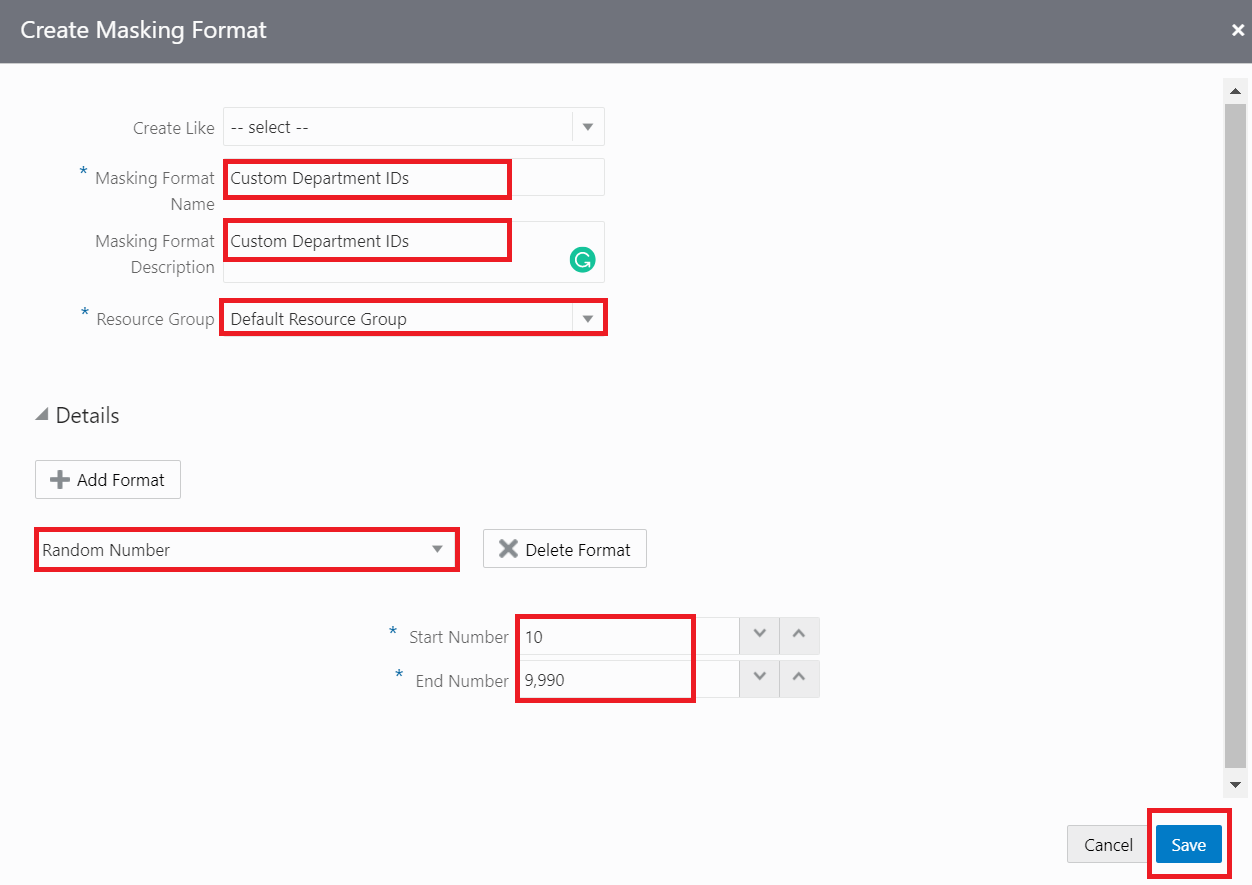 Create Masking Format
Create Like -- select --
* Masking Format Name Custom Department IDs
Masking Format Description Custom Department IDs
* Resource Group Default Resource Group
Details
Add Format
Random Number Delete Format
* Start Number 10
* End Number 9,990
Cancel Save